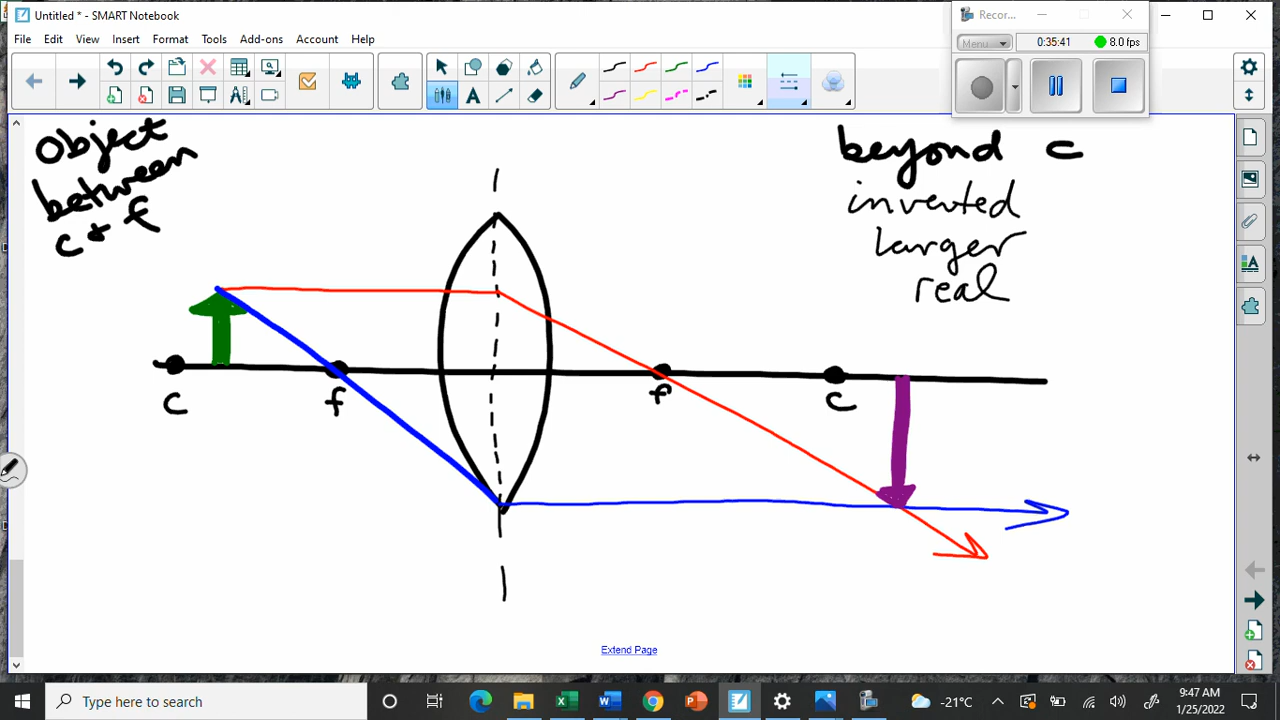 Untitled * - SMART Notebook
File Edit View Insert Format Tools Add-ons Account Help
Recor...
Menu
0:35:41
8.0 fps
A
A
Object
between
c + f
beyond c
inverted
larger
real
c
f
f
c
Extend Page
Type here to search
-21°C
9:47 AM
1/25/2022